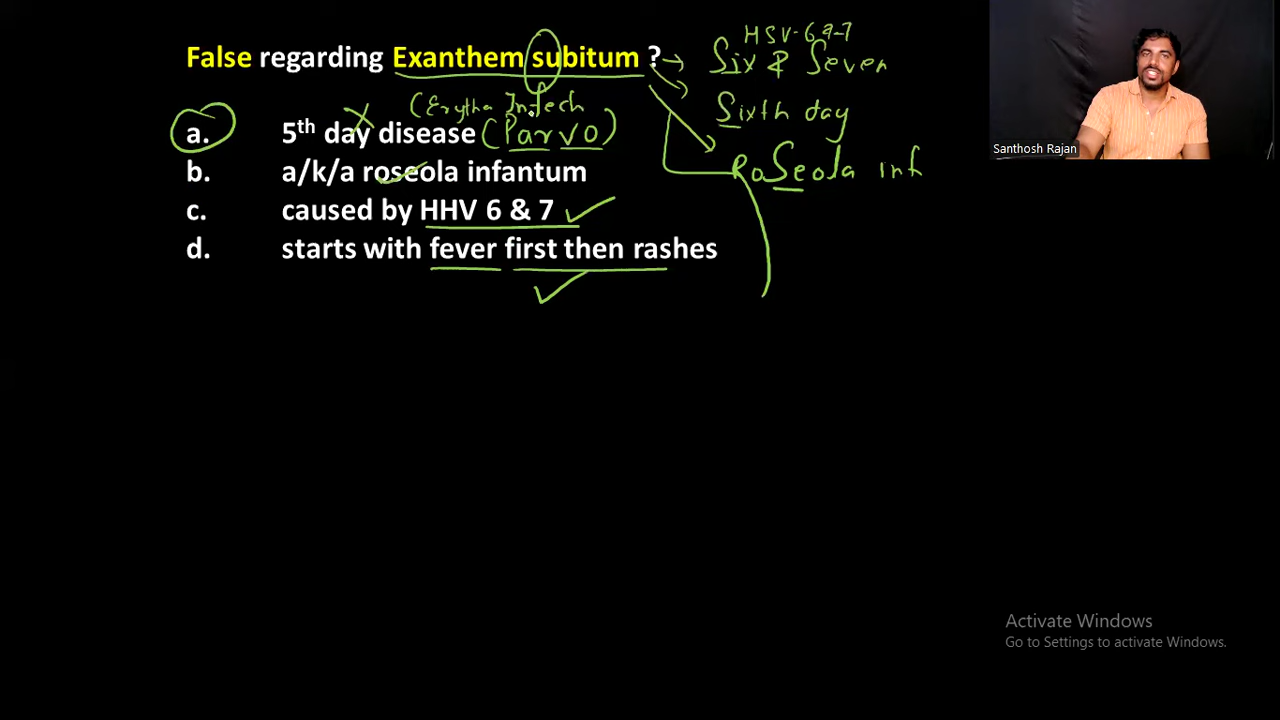 HSV-6 & 7
False regarding Exanthem subitum ? → Six & Seven
Sixth day
(Erythe Infech
a. 5th day disease (Parvo)
b. a/k/a roseola infantum
RoSeola inf
c. caused by HHV 6 & 7
d. starts with fever first then rashes
Santhosh Rajan
Activate Windows
Go to Settings to activate Windows.